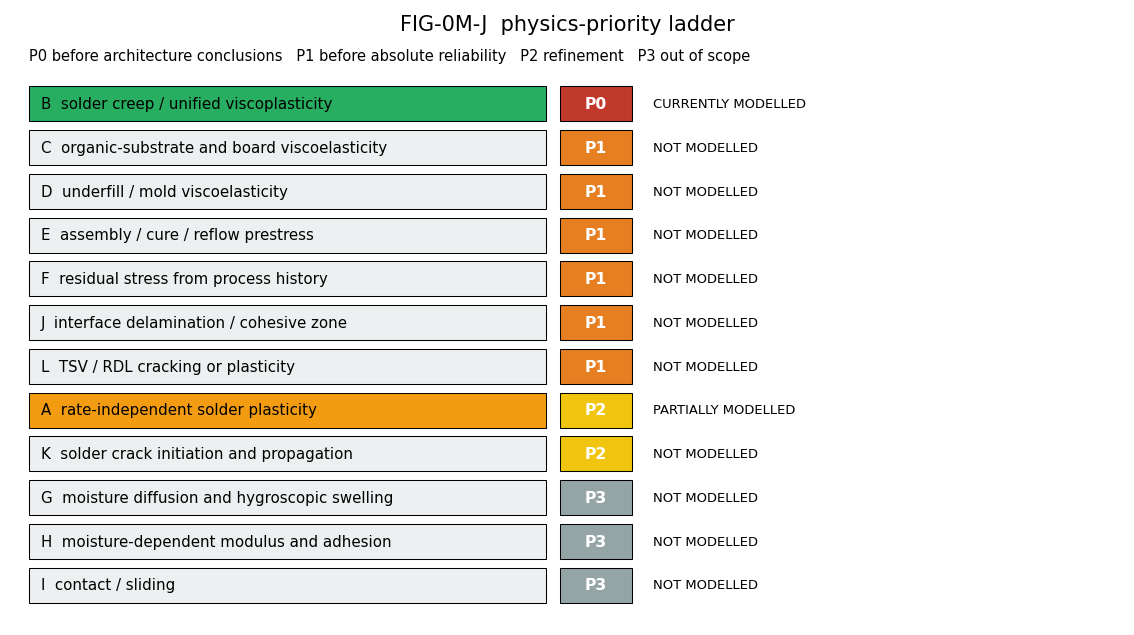 FIG-0M-J  physics-priority ladder
P0 before architecture conclusions   P1 before absolute reliability   P2 refinement   P3 out of scope
B  solder creep / unified viscoplasticity   P0   CURRENTLY MODELLED
C  organic-substrate and board viscoelasticity   P1   NOT MODELLED
D  underfill / mold viscoelasticity   P1   NOT MODELLED
E  assembly / cure / reflow prestress   P1   NOT MODELLED
F  residual stress from process history   P1   NOT MODELLED
J  interface delamination / cohesive zone   P1   NOT MODELLED
L  TSV / RDL cracking or plasticity   P1   NOT MODELLED
A  rate-independent solder plasticity   P2   PARTIALLY MODELLED
K  solder crack initiation and propagation   P2   NOT MODELLED
G  moisture diffusion and hygroscopic swelling   P3   NOT MODELLED
H  moisture-dependent modulus and adhesion   P3   NOT MODELLED
I  contact / sliding   P3   NOT MODELLED